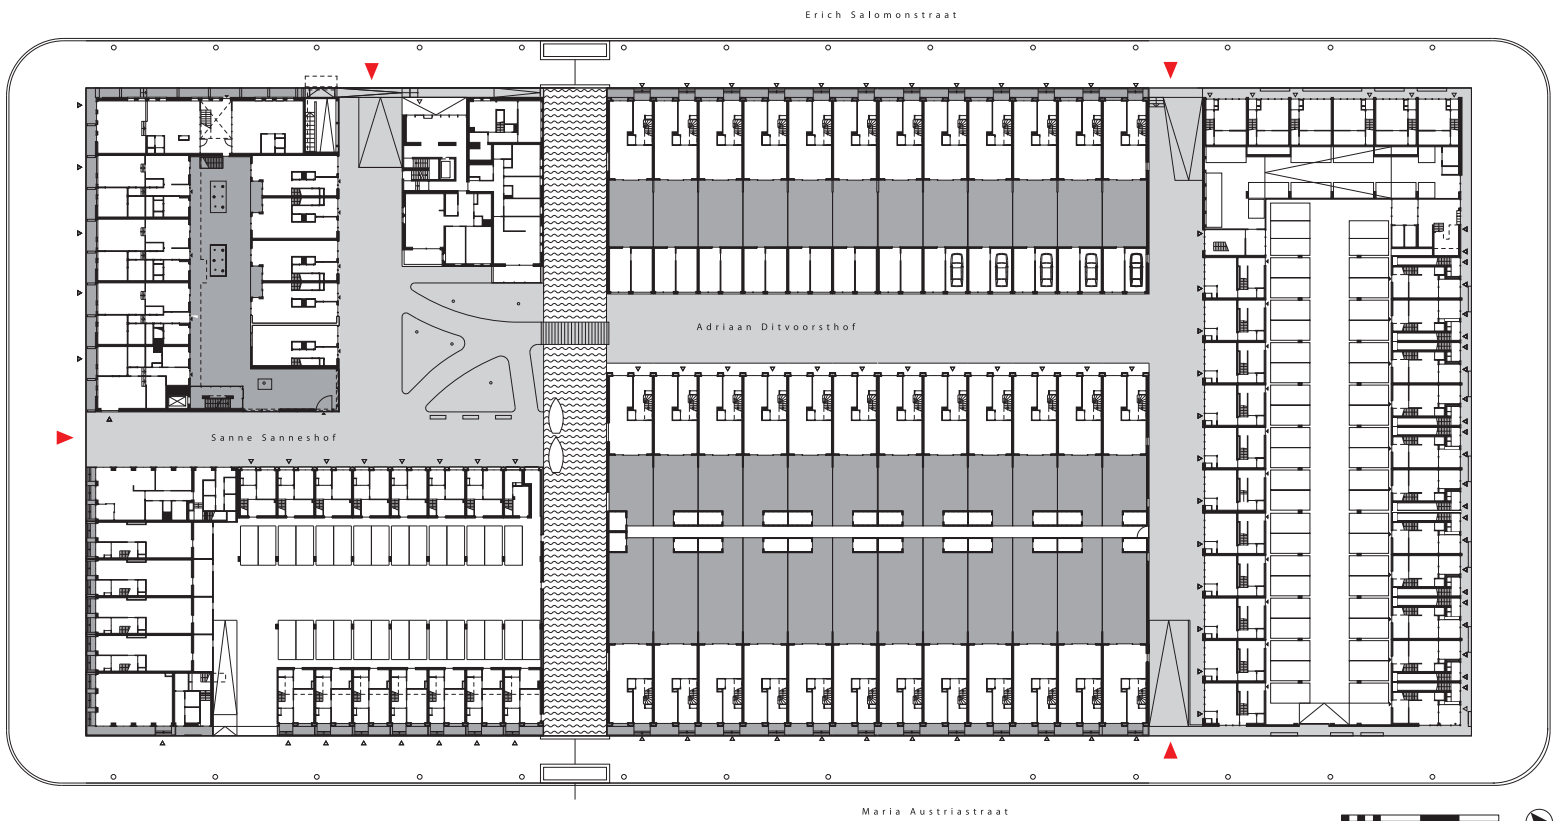 Erich Salomonstraat
Adriaan Ditvoorsthof
Sanne Sanneshof
Maria Austriastraat